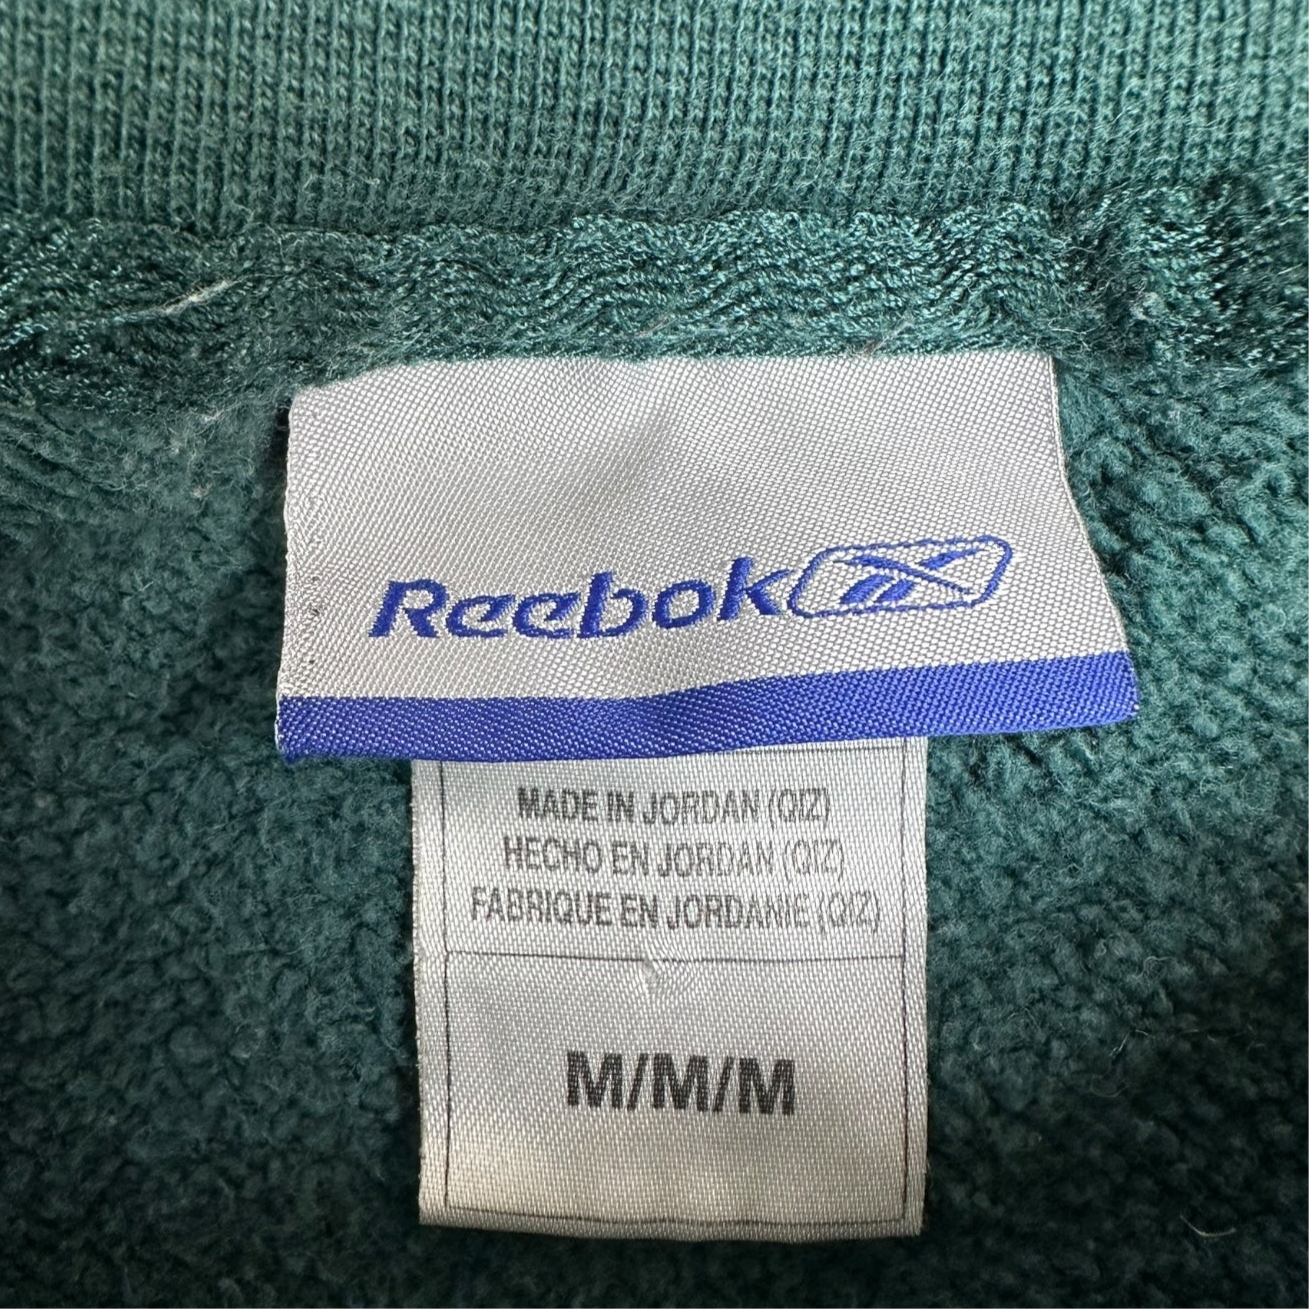 Reebok
MADE IN JORDAN (QIZ)
HECHO EN JORDAN (QIZ)
FABRIQUE EN JORDANIE (QIZ)
M/M/M